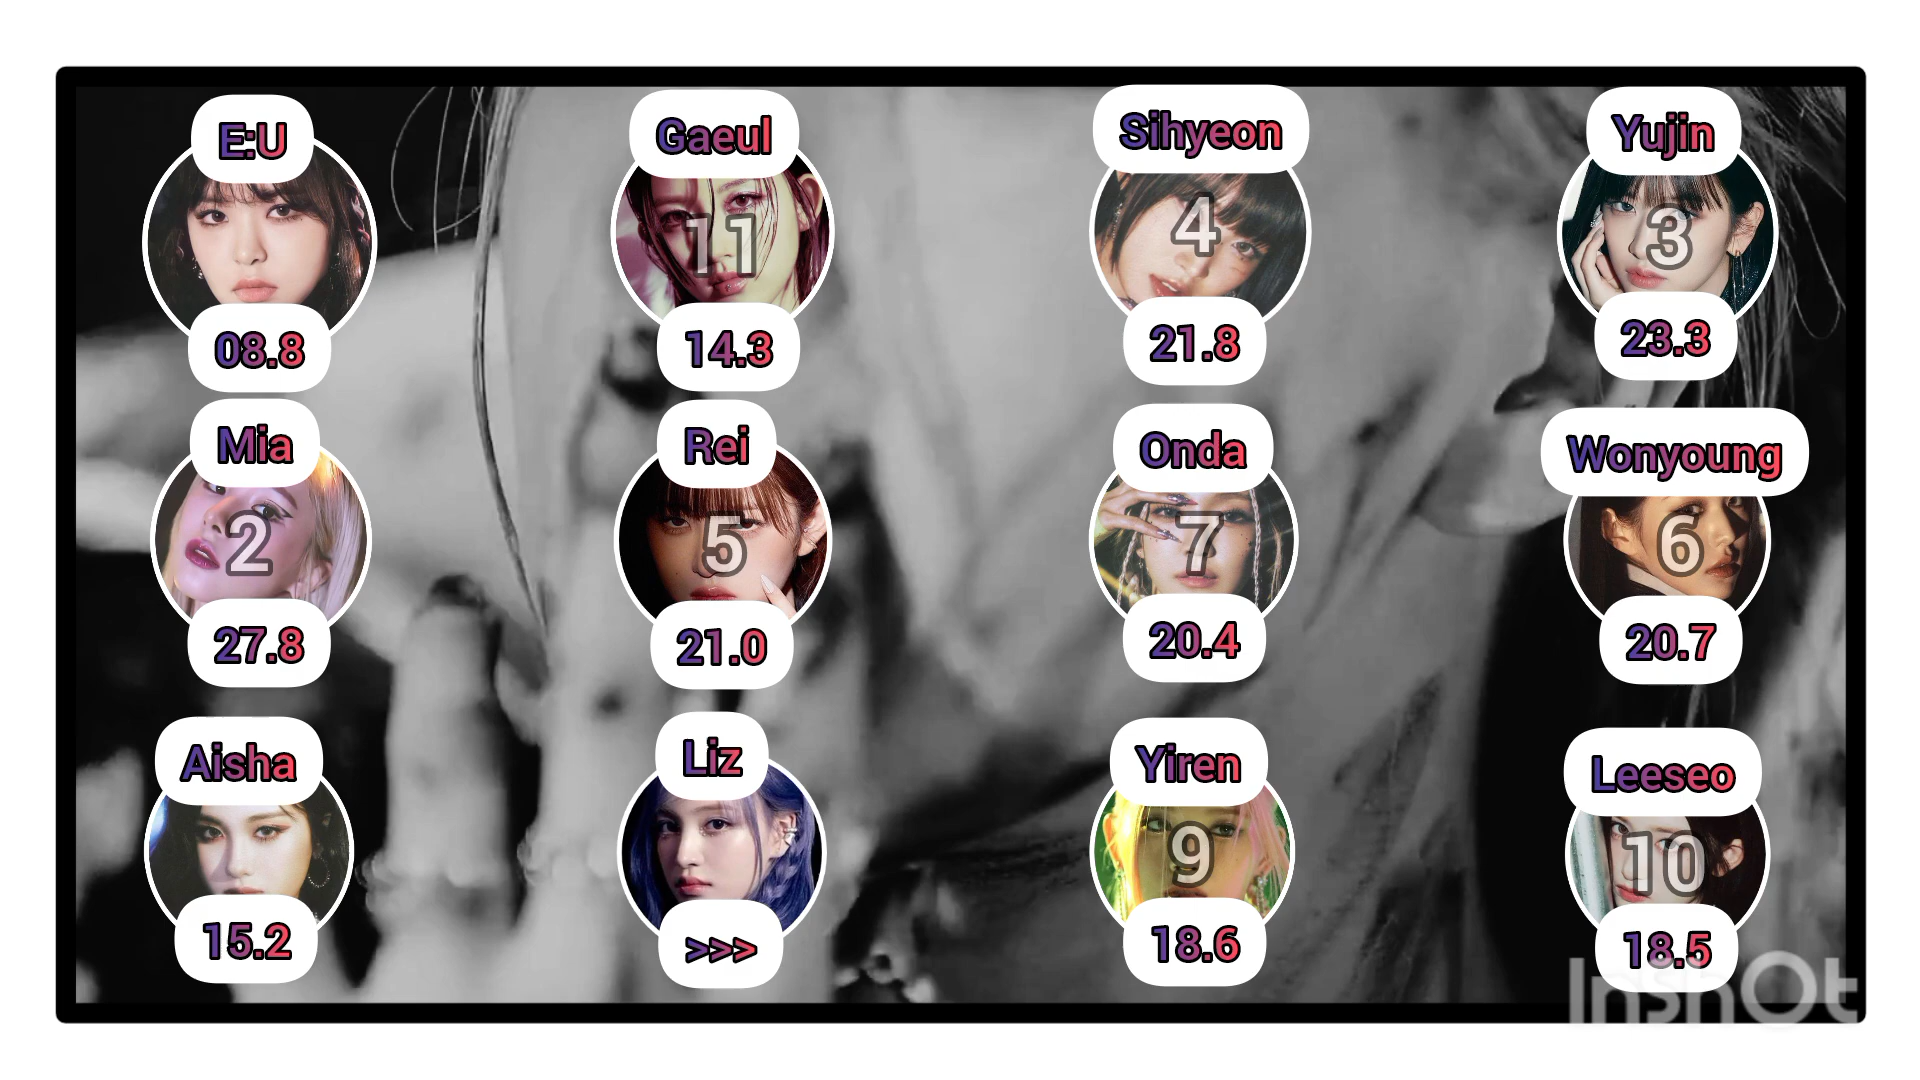 E:U
Gaeul
Sihyeon
Yujin
11
4
3
08.8
14.3
21.8
23.3
Mia
Rei
Onda
Wonyoung
2
5
7
6
27.8
21.0
20.4
20.7
Aisha
Liz
Yiren
Leeseo
9
10
15.2
>>>
18.6
18.5
InShOt